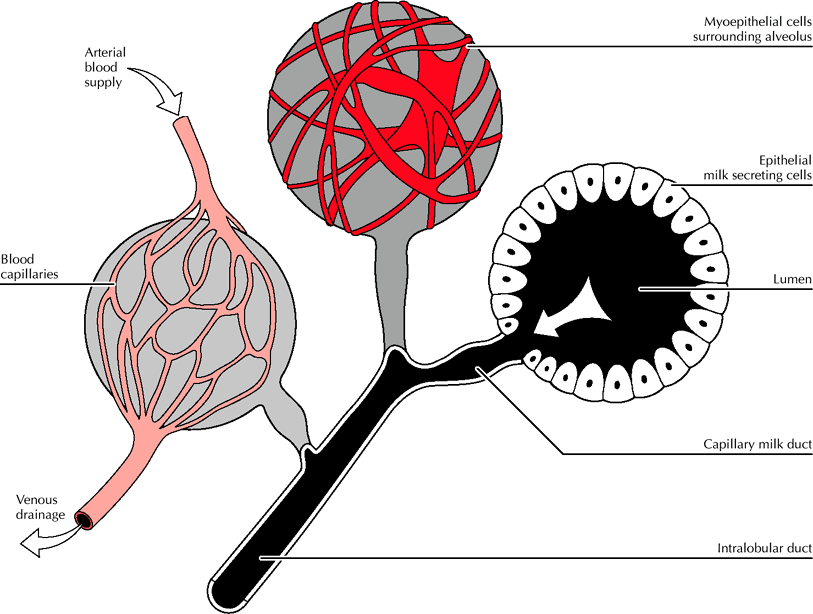 Myoepithelial cells
surrounding alveolus
Arterial
blood
supply
Epithelial
milk secreting cells
Blood
capillaries
Lumen
Capillary milk duct
Venous
drainage
Intralobular duct